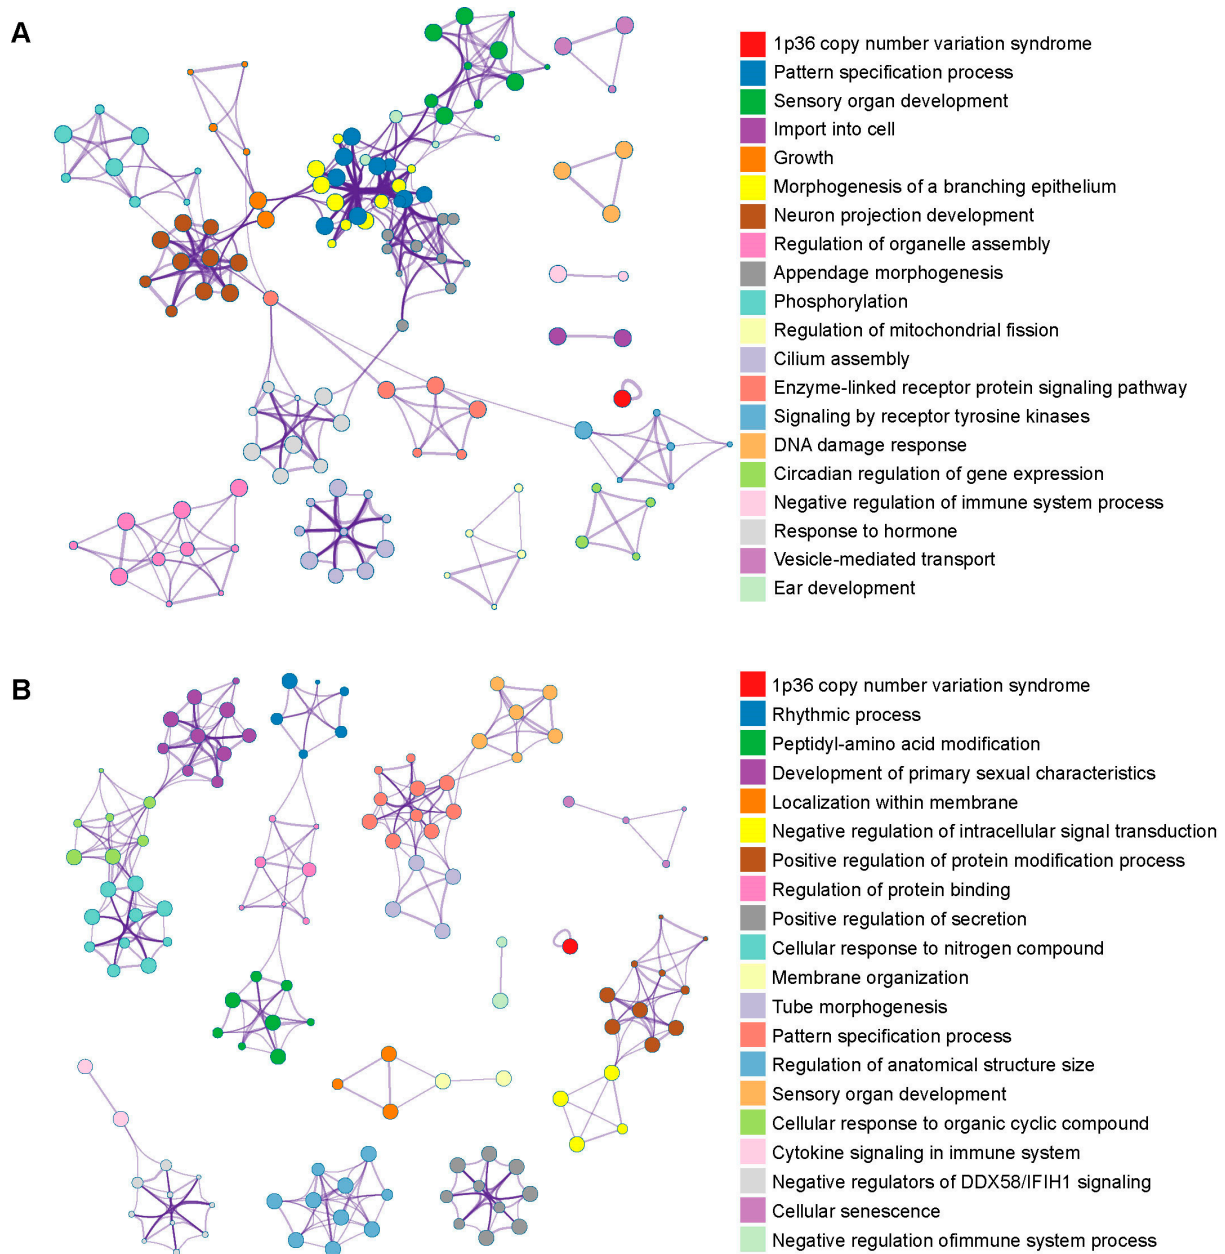 A
1p36 copy number variation syndrome
Pattern specification process
Sensory organ development
Import into cell
Growth
Morphogenesis of a branching epithelium
Neuron projection development
Regulation of organelle assembly
Appendage morphogenesis
Phosphorylation
Regulation of mitochondrial fission
Cilium assembly
Enzyme-linked receptor protein signaling pathway
Signaling by receptor tyrosine kinases
DNA damage response
Circadian regulation of gene expression
Negative regulation of immune system process
Response to hormone
Vesicle-mediated transport
Ear development
B
1p36 copy number variation syndrome
Rhythmic process
Peptidyl-amino acid modification
Development of primary sexual characteristics
Localization within membrane
Negative regulation of intracellular signal transduction
Positive regulation of protein modification process
Regulation of protein binding
Positive regulation of secretion
Cellular response to nitrogen compound
Membrane organization
Tube morphogenesis
Pattern specification process
Regulation of anatomical structure size
Sensory organ development
Cellular response to organic cyclic compound
Cytokine signaling in immune system
Negative regulators of DDX58/IFIH1 signaling
Cellular senescence
Negative regulation ofimmune system process